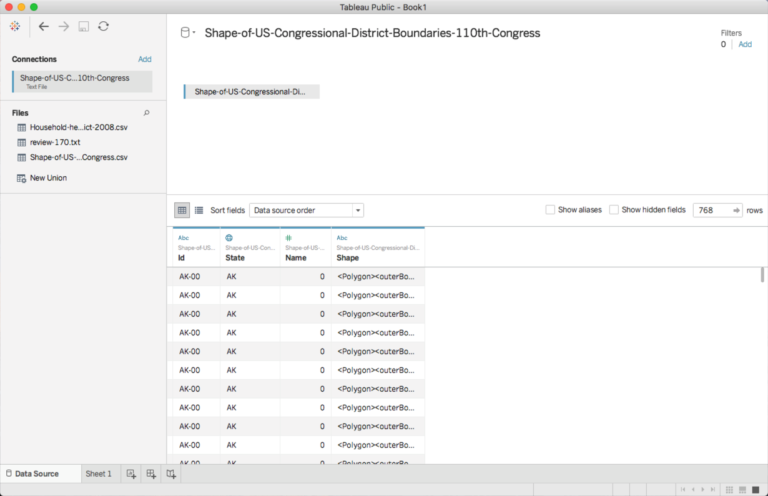 Tableau Public - Book1
Shape-of-US-Congressional-District-Boundaries-110th-Congress
Filters
0 Add
Connections Add
Shape-of-US-C...10th-Congress
Text File
Shape-of-US-Congressional-Di...
Files
Household-he...ict-2008.csv
review-170.txt
Shape-of-US-...Congress.csv
New Union
Sort fields Data source order Show aliases Show hidden fields 768 rows
Abc Abc
Shape-of-US... Shape-of-US-Con... Shape-of-US-... Shape-of-US-Congressional-Di...
Id State Name Shape
AK-00 AK 0 <Polygon><outerBo...
AK-00 AK 0 <Polygon><outerBo...
AK-00 AK 0 <Polygon><outerBo...
AK-00 AK 0 <Polygon><outerBo...
AK-00 AK 0 <Polygon><outerBo...
AK-00 AK 0 <Polygon><outerBo...
AK-00 AK 0 <Polygon><outerBo...
AK-00 AK 0 <Polygon><outerBo...
AK-00 AK 0 <Polygon><outerBo...
AK-00 AK 0 <Polygon><outerBo...
AK-00 AK 0 <Polygon><outerBo...
Data Source Sheet 1